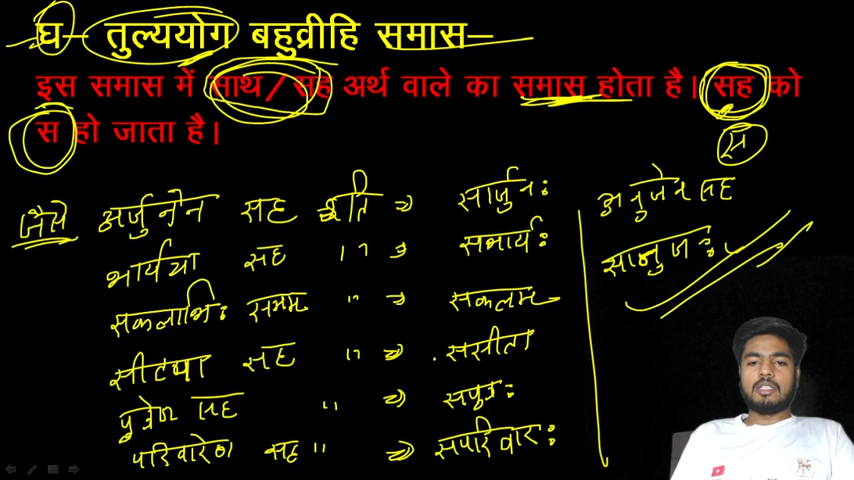 घ- तुल्ययोग बहुव्रीहि समास-
इस समास में साथ/ सह अर्थ वाले का समास होता है। सह को
स हो जाता है।
स
जैसे अर्जुनेन सह इति => सार्जुनः
भार्यया सह " => सभार्यः
सकलाभिः समम " => सकलम
सीतया सह " => ससीता
पुत्रेण सह " => सपुत्रः
परिवारेण सह " => सपरिवारः
अनुजेन सह
सानुजः